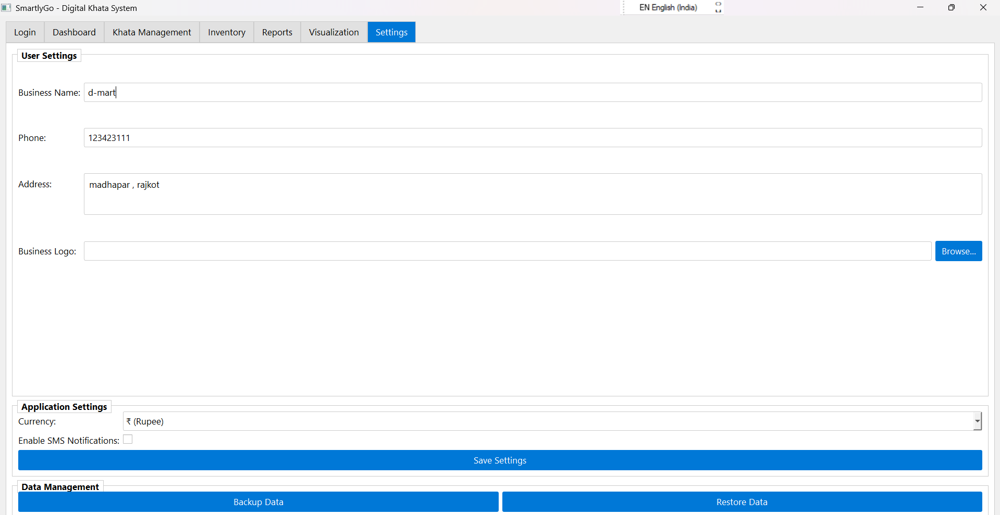 SmartlyGo - Digital Khata System
EN English (India)
Login Dashboard Khata Management Inventory Reports Visualization Settings
User Settings
Business Name: d-mart
Phone: 123423111
Address: madhapar , rajkot
Business Logo: Browse...
Application Settings
Currency: ₹ (Rupee)
Enable SMS Notifications:
Save Settings
Data Management
Backup Data Restore Data